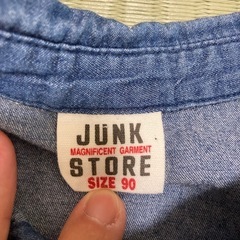 JUNK
MAGNIFICENT GARMENT
STORE
SIZE 90